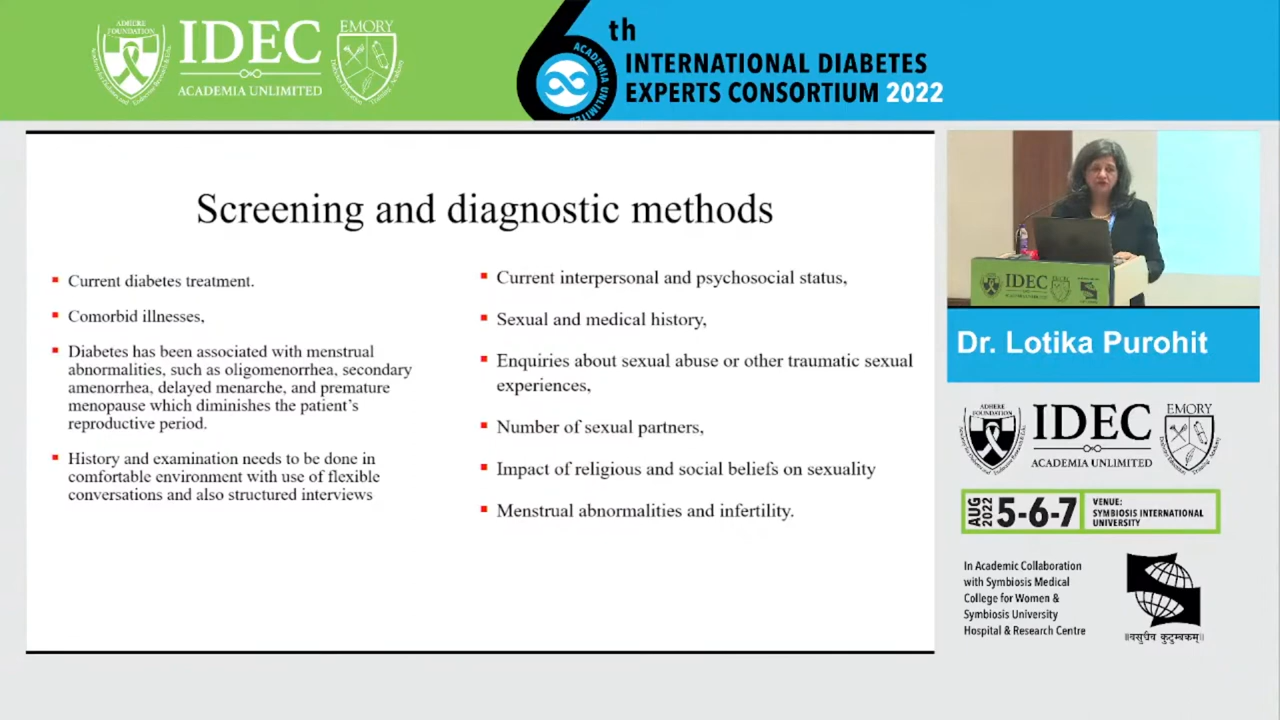 ADHERE
FOUNDATION
IDEC
ACADEMIA UNLIMITED
EMORY
6th
ACADEMIA UNLIMITED
INTERNATIONAL DIABETES
EXPERTS CONSORTIUM 2022
Screening and diagnostic methods
Current diabetes treatment.
Comorbid illnesses,
Diabetes has been associated with menstrual
abnormalities, such as oligomenorrhea, secondary
amenorrhea, delayed menarche, and premature
menopause which diminishes the patient's
reproductive period.
History and examination needs to be done in
comfortable environment with use of flexible
conversations and also structured interviews
Current interpersonal and psychosocial status,
Sexual and medical history,
Enquiries about sexual abuse or other traumatic sexual
experiences,
Number of sexual partners,
Impact of religious and social beliefs on sexuality
Menstrual abnormalities and infertility.
IDEC
Dr. Lotika Purohit
ADHERE
FOUNDATION
IDEC
ACADEMIA UNLIMITED
EMORY
AUG
2022
5-6-7
VENUE:
SYMBIOSIS INTERNATIONAL
UNIVERSITY
In Academic Collaboration
with Symbiosis Medical
College for Women &
Symbiosis University
Hospital & Research Centre
॥वसुधैव कुटुम्बकम्॥